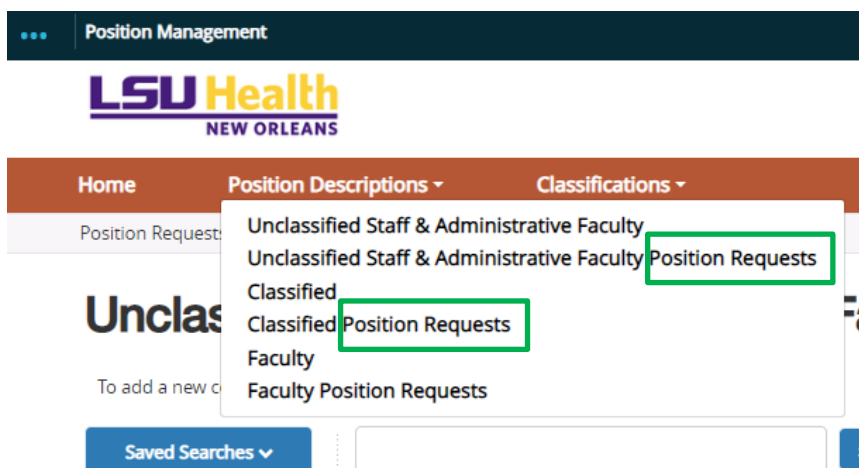 Position Management
LSU Health
NEW ORLEANS
Home Position Descriptions Classifications
Position Requests
Unclassified Staff & Administrative Faculty
Unclassified Staff & Administrative Faculty Position Requests
Classified
Classified Position Requests
Faculty
Faculty Position Requests
Unclas
To add a new c
Saved Searches